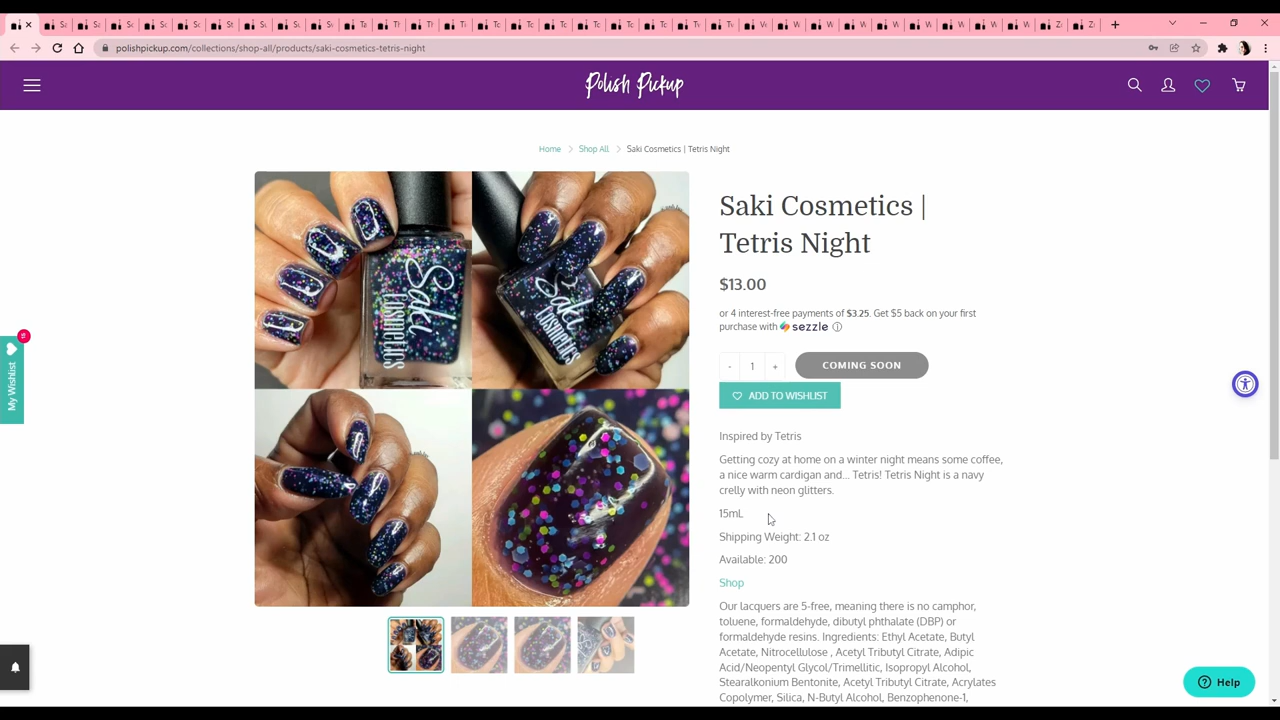 polishpickup.com/collections/shop-all/products/saki-cosmetics-tetris-night
Polish Pickup
Home > Shop All > Saki Cosmetics | Tetris Night
Saki Cosmetics |
Tetris Night
$13.00
or 4 interest-free payments of $3.25. Get $5 back on your first
purchase with sezzle
- 1 + COMING SOON
ADD TO WISHLIST
Inspired by Tetris
Getting cozy at home on a winter night means some coffee,
a nice warm cardigan and... Tetris! Tetris Night is a navy
crelly with neon glitters.
15mL
Shipping Weight: 2.1 oz
Available: 200
Shop
Our lacquers are 5-free, meaning there is no camphor,
toluene, formaldehyde, dibutyl phthalate (DBP) or
formaldehyde resins. Ingredients: Ethyl Acetate, Butyl
Acetate, Nitrocellulose , Acetyl Tributyl Citrate, Adipic
Acid/Neopentyl Glycol/Trimellitic, Isopropyl Alcohol,
Stearalkonium Bentonite, Acetyl Tributyl Citrate, Acrylates
Copolymer, Silica, N-Butyl Alcohol, Benzophenone-1,
My Wishlist
Saki
Cosmetics
Saki
Cosmetics
Help